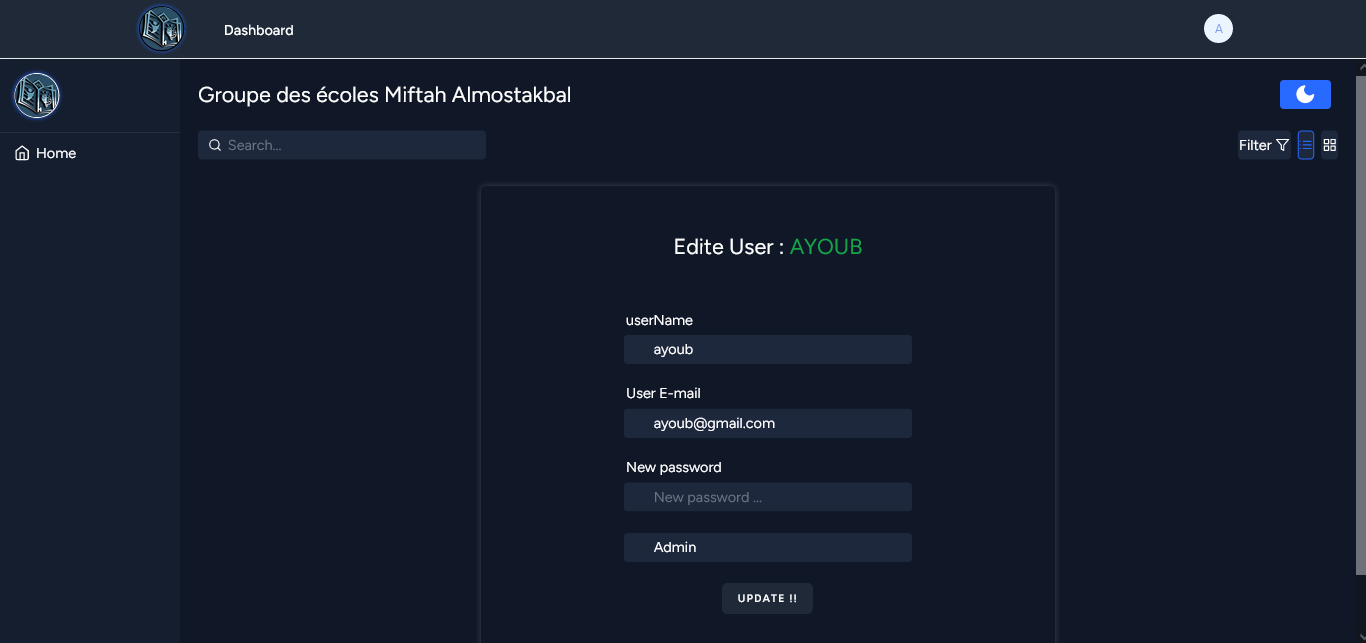 Dashboard
A
Groupe des écoles Miftah Almostakbal
Search...
Filter
Home
Edite User : AYOUB
userName
ayoub
User E-mail
ayoub@gmail.com
New password
New password ...
Admin
UPDATE !!